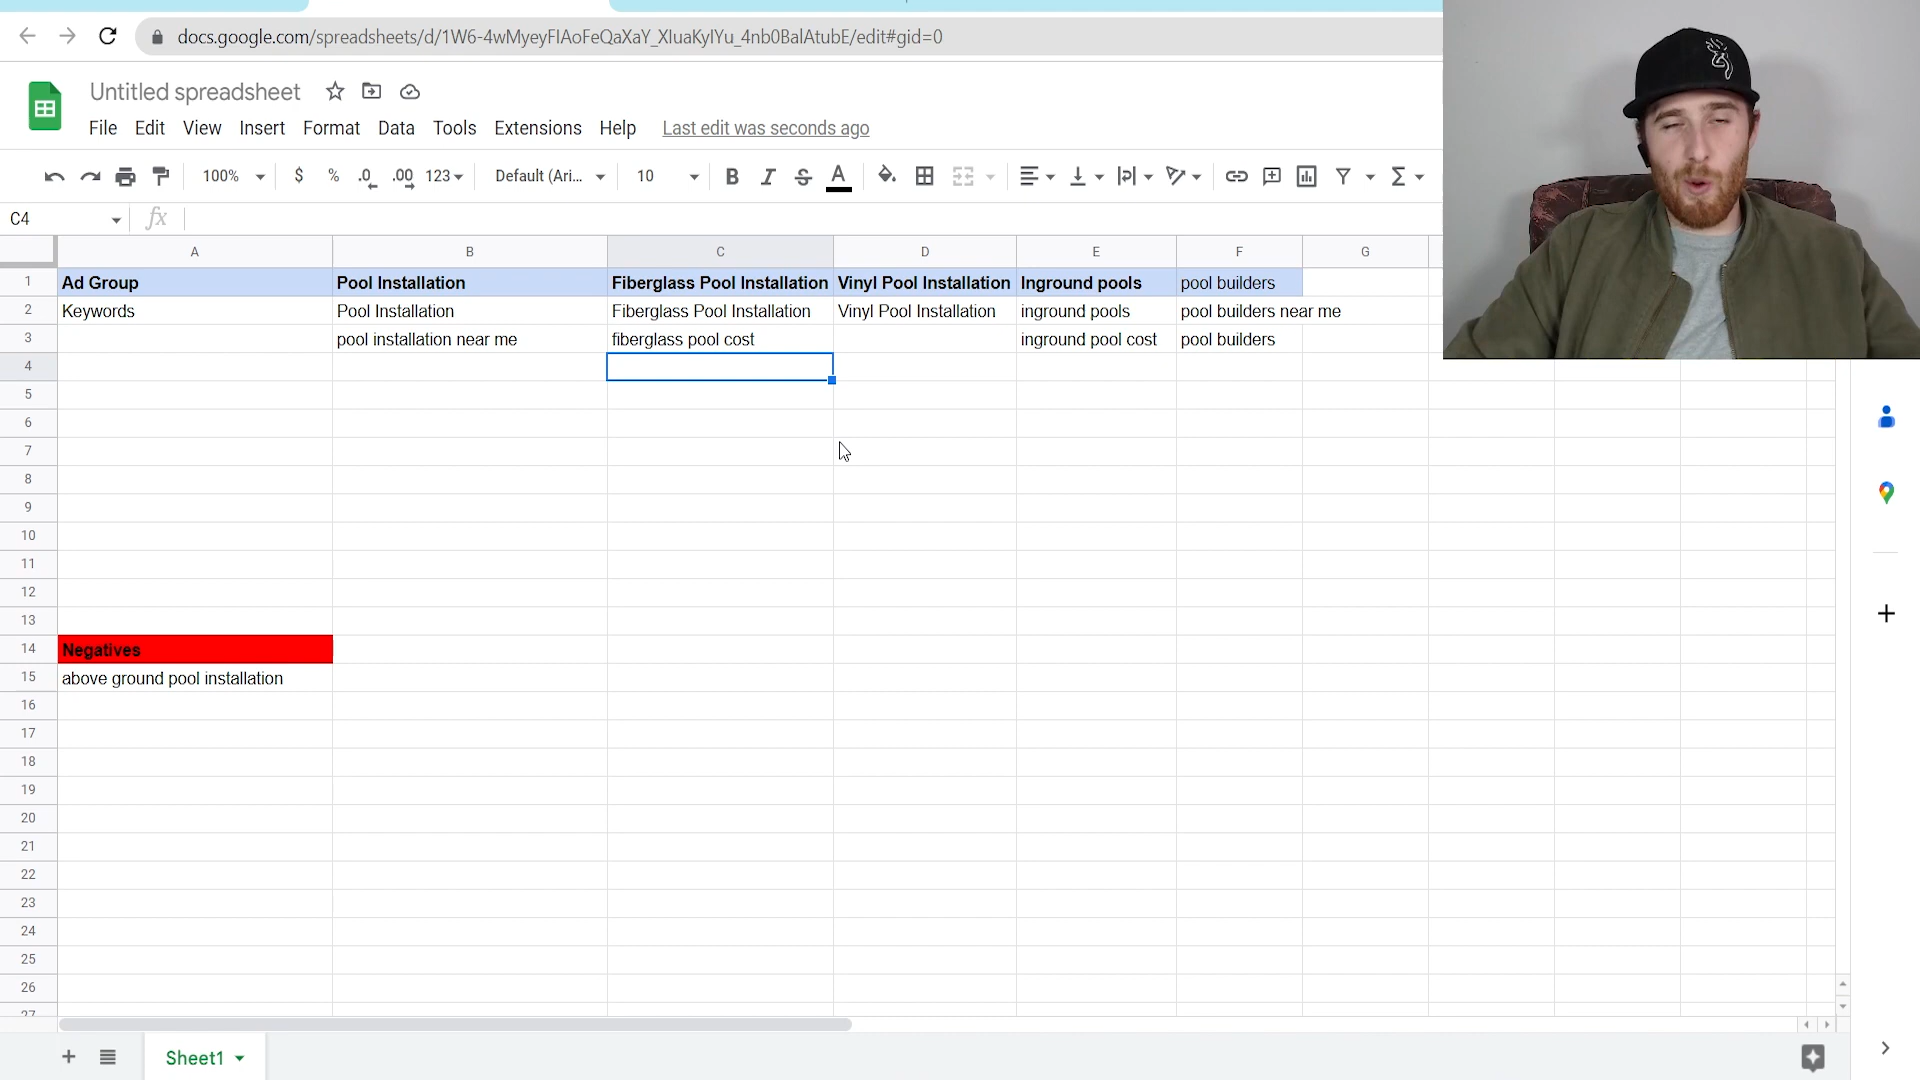 docs.google.com/spreadsheets/d/1W6-4wMyeyFIAoFeQaXaY_XIuaKyIYu_4nb0BalAtubE/edit#gid=0
Untitled spreadsheet
File Edit View Insert Format Data Tools Extensions Help Last edit was seconds ago
100% $ % .0 .00 123 Default (Ari... 10 B I S A
C4 fx
A B C D E F G
1 Ad Group Pool Installation Fiberglass Pool Installation Vinyl Pool Installation Inground pools pool builders
2 Keywords Pool Installation Fiberglass Pool Installation Vinyl Pool Installation inground pools pool builders near me
3 pool installation near me fiberglass pool cost inground pool cost pool builders
4
5
6
7
8
9
10
11
12
13
14 Negatives
15 above ground pool installation
16
17
18
19
20
21
22
23
24
25
26
27
Sheet1